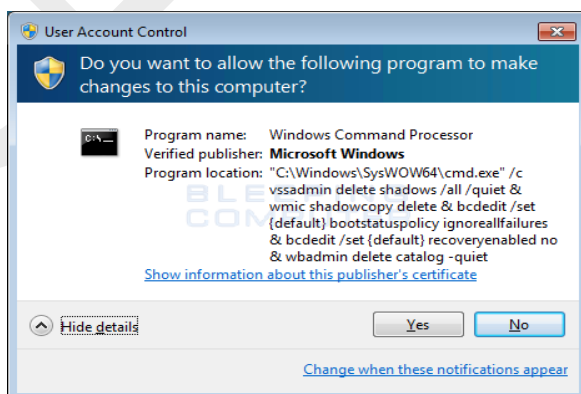 User Account Control
Do you want to allow the following program to make
changes to this computer?
C:\_
Program name: Windows Command Processor
Verified publisher: Microsoft Windows
Program location: "C:\Windows\SysWOW64\cmd.exe" /c
vssadmin delete shadows /all /quiet &
wmic shadowcopy delete & bcdedit /set
{default} bootstatuspolicy ignoreallfailures
& bcdedit /set {default} recoveryenabled no
& wbadmin delete catalog -quiet
BLEEPING
COMPUTER
Show information about this publisher's certificate
Hide details
Yes
No
Change when these notifications appear